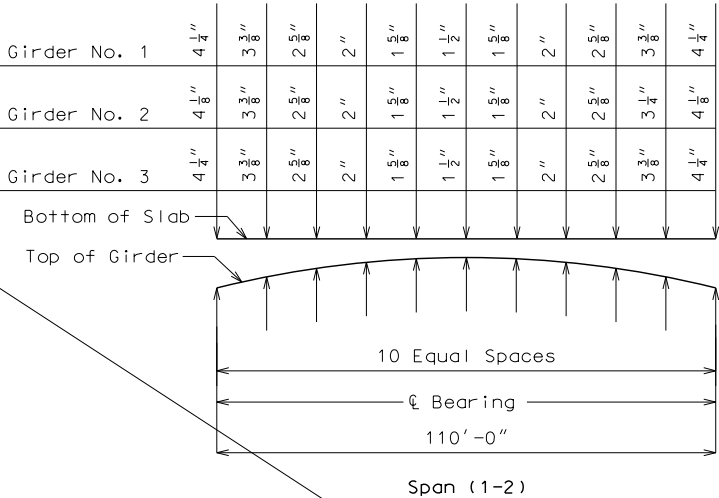 Girder No. 1 4 1/4" 3 3/8" 2 5/8" 2" 1 5/8" 1 1/2" 1 5/8" 2" 2 5/8" 3 3/8" 4 1/4"
Girder No. 2 4 1/8" 3 3/8" 2 5/8" 2" 1 5/8" 1 1/2" 1 5/8" 2" 2 5/8" 3 1/4" 4 1/8"
Girder No. 3 4 1/4" 3 3/8" 2 5/8" 2" 1 5/8" 1 1/2" 1 5/8" 2" 2 5/8" 3 3/8" 4 1/4"
Bottom of Slab
Top of Girder
10 Equal Spaces
℄ Bearing
110'-0"
Span (1-2)